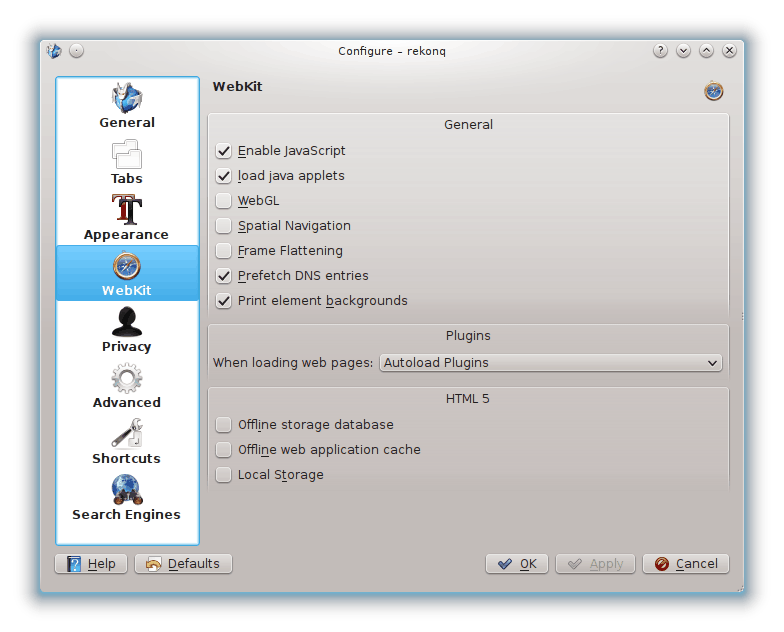 Configure – rekonq
General
Tabs
Appearance
WebKit
Privacy
Advanced
Shortcuts
Search Engines
WebKit
General
Enable JavaScript
load java applets
WebGL
Spatial Navigation
Frame Flattening
Prefetch DNS entries
Print element backgrounds
Plugins
When loading web pages: Autoload Plugins
HTML 5
Offline storage database
Offline web application cache
Local Storage
Help Defaults OK Apply Cancel